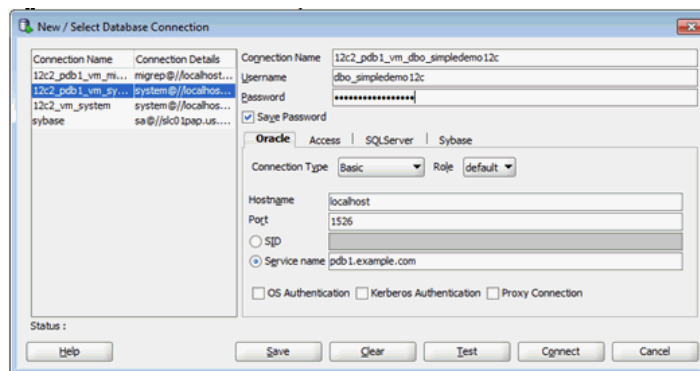 New / Select Database Connection
Connection Name Connection Details
12c2_pdb1_vm_mi... migrep@//localhost...
12c2_pdb1_vm_sy... system@//localhos...
12c2_vm_system system@//localhos...
sybase sa@//slc01pap.us....
Connection Name 12c2_pdb1_vm_dbo_simpledemo12c
Username dbo_simpledemo12c
Password •••••••••••••••••
Save Password
Oracle Access SQLServer Sybase
Connection Type Basic Role default
Hostname localhost
Port 1526
SID
Service name pdb1.example.com
OS Authentication Kerberos Authentication Proxy Connection
Status :
Help Save Clear Test Connect Cancel